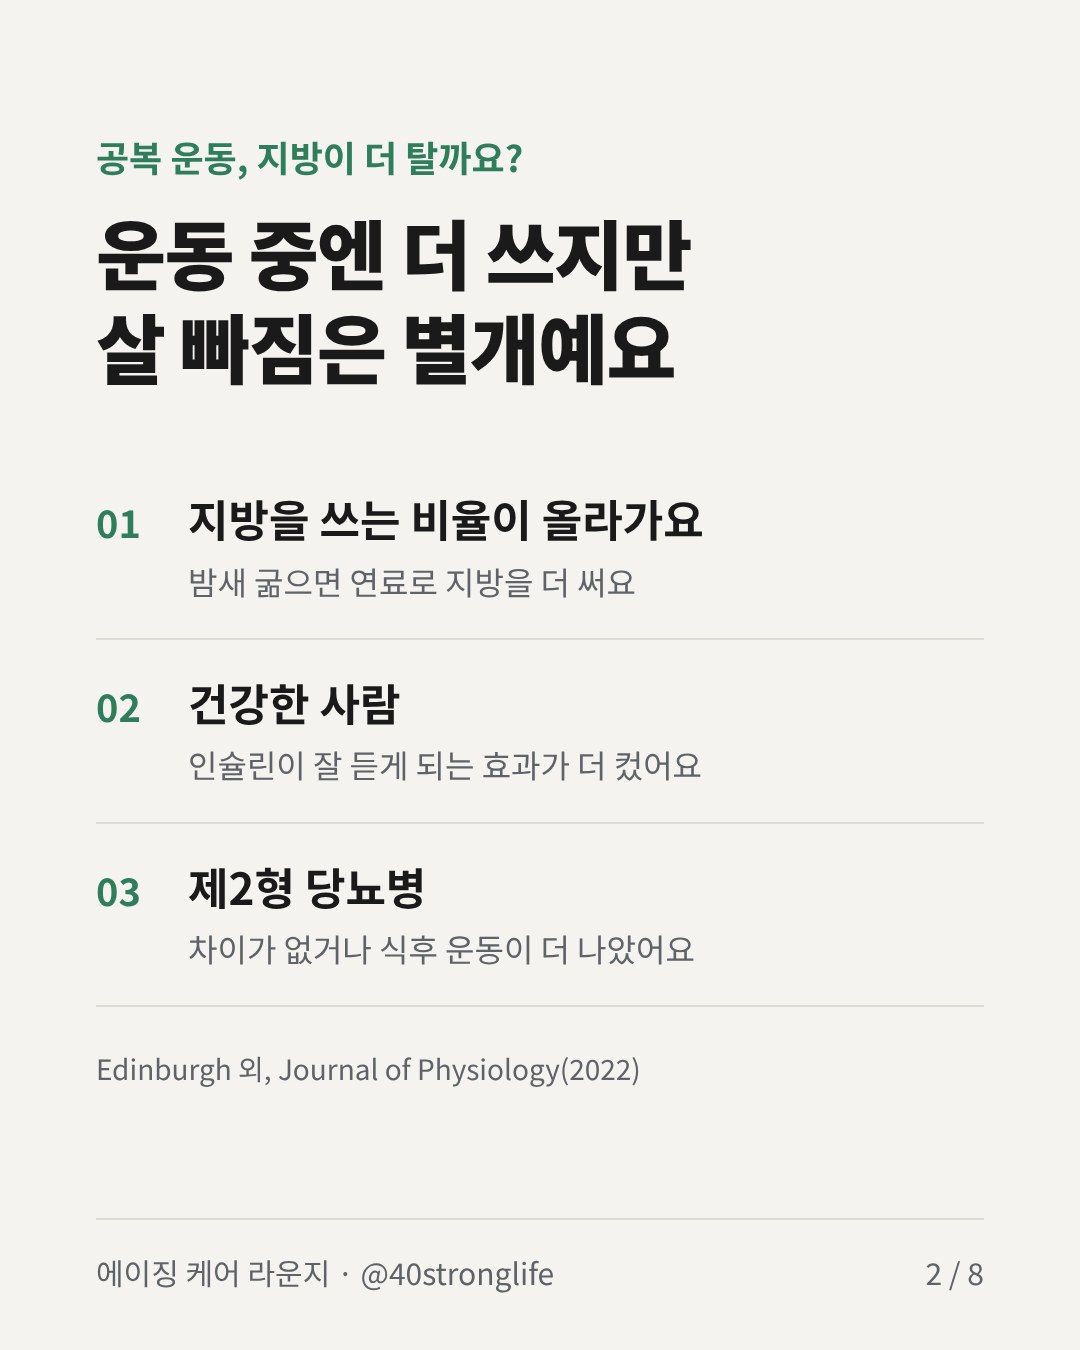 공복 운동, 지방이 더 탈까요?
운동 중엔 더 쓰지만
살 빠짐은 별개예요
01 지방을 쓰는 비율이 올라가요
밤새 굶으면 연료로 지방을 더 써요
02 건강한 사람
인슐린이 잘 듣게 되는 효과가 더 컸어요
03 제2형 당뇨병
차이가 없거나 식후 운동이 더 나았어요
Edinburgh 외, Journal of Physiology(2022)
에이징 케어 라운지 · @40stronglife 2 / 8